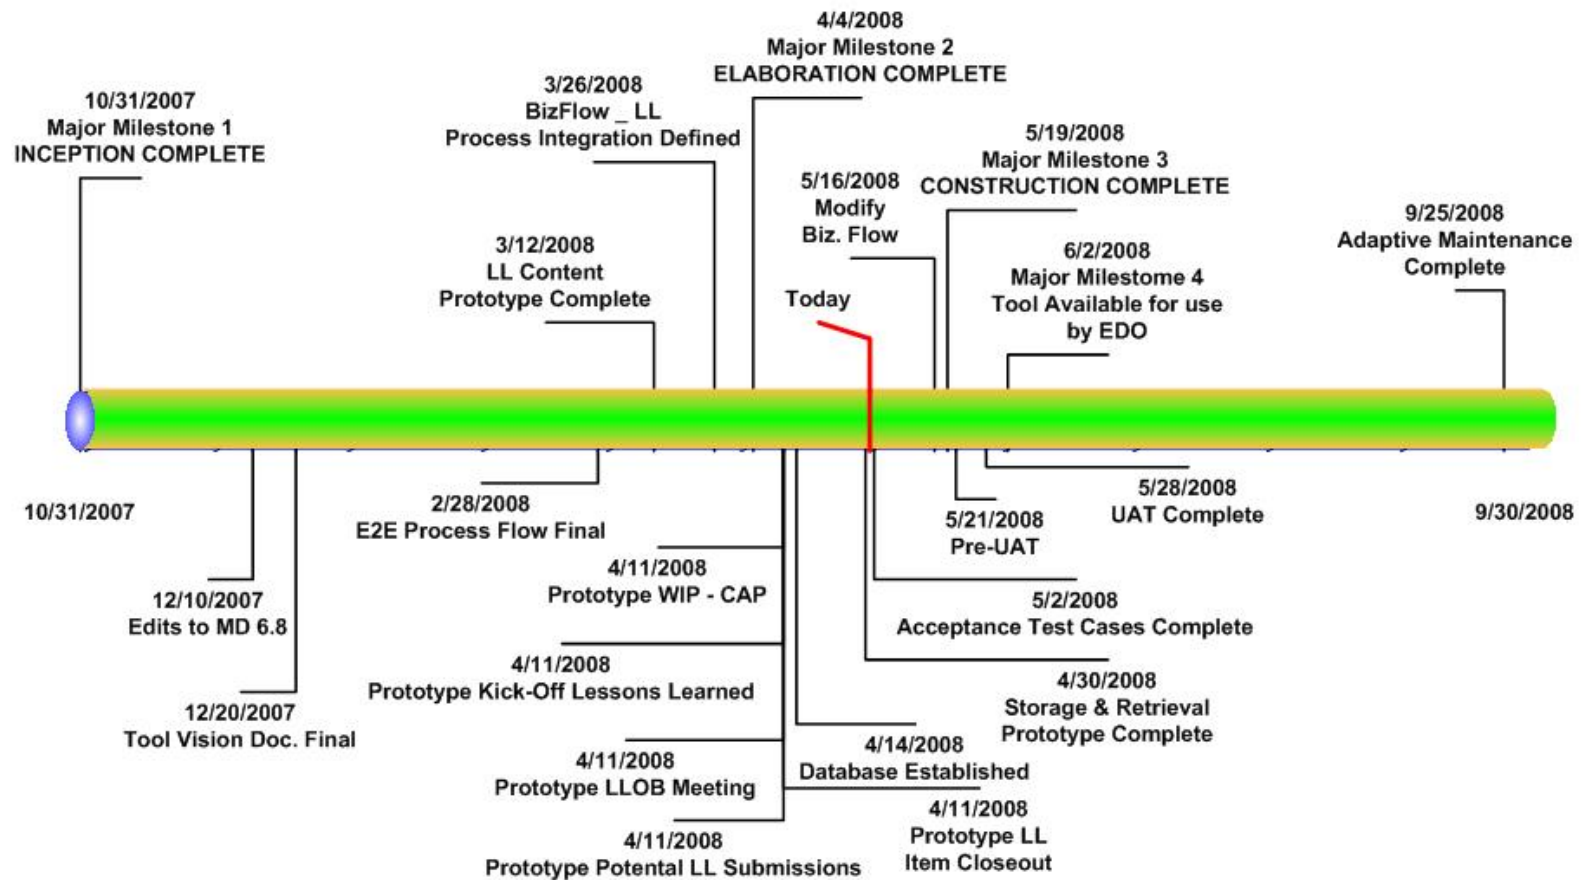 4/4/2008
Major Milestone 2
ELABORATION COMPLETE
3/26/2008
BizFlow _ LL
Process Integration Defined
10/31/2007
Major Milestone 1
INCEPTION COMPLETE
5/19/2008
Major Milestone 3
CONSTRUCTION COMPLETE
5/16/2008
Modify
Biz. Flow
9/25/2008
Adaptive Maintenance
Complete
3/12/2008
LL Content
Prototype Complete
6/2/2008
Major Milestome 4
Tool Available for use
by EDO
Today
10/31/2007
9/30/2008
2/28/2008
E2E Process Flow Final
5/28/2008
UAT Complete
5/21/2008
Pre-UAT
4/11/2008
Prototype WIP - CAP
12/10/2007
Edits to MD 6.8
5/2/2008
Acceptance Test Cases Complete
4/11/2008
Prototype Kick-Off Lessons Learned
4/30/2008
Storage & Retrieval
Prototype Complete
12/20/2007
Tool Vision Doc. Final
4/14/2008
Database Established
4/11/2008
Prototype LLOB Meeting
4/11/2008
Prototype LL
Item Closeout
4/11/2008
Prototype Potental LL Submissions